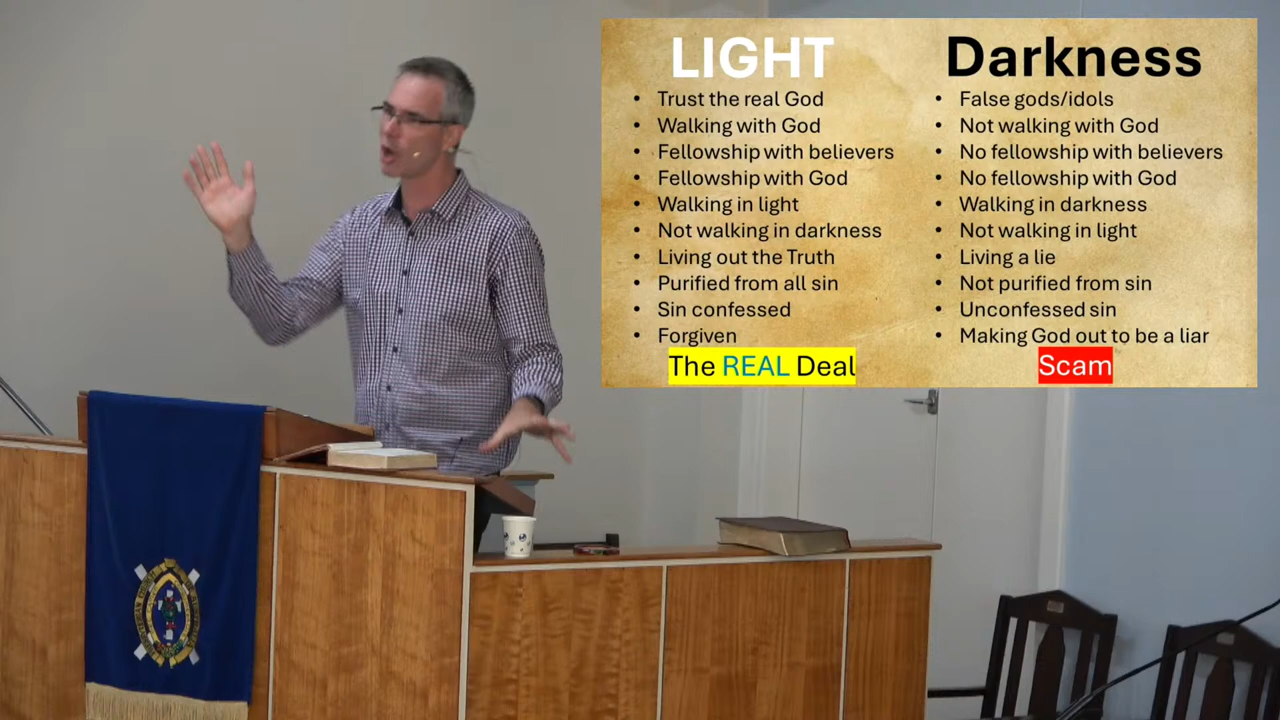 LIGHT
• Trust the real God
• Walking with God
• Fellowship with believers
• Fellowship with God
• Walking in light
• Not walking in darkness
• Living out the Truth
• Purified from all sin
• Sin confessed
• Forgiven
The REAL Deal
Darkness
• False gods/idols
• Not walking with God
• No fellowship with believers
• No fellowship with God
• Walking in darkness
• Not walking in light
• Living a lie
• Not purified from sin
• Unconfessed sin
• Making God out to be a liar
Scam